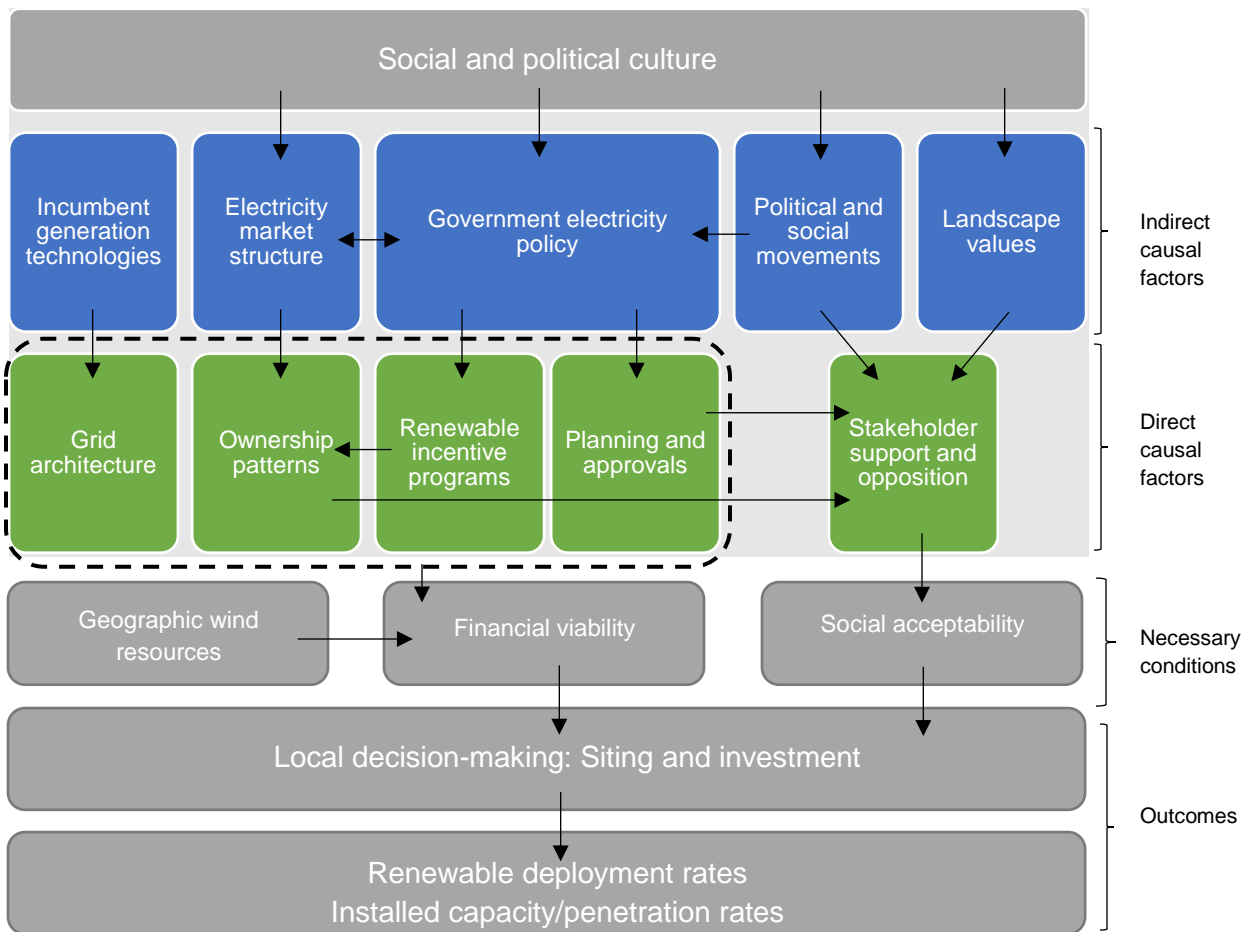 Social and political culture
Incumbent
generation
technologies
Electricity
market
structure
Government electricity
policy
Political and
social
movements
Landscape
values
Indirect
causal
factors
Grid
architecture
Ownership
patterns
Renewable
incentive
programs
Planning and
approvals
Stakeholder
support and
opposition
Direct
causal
factors
Geographic wind
resources
Financial viability
Social acceptability
Necessary
conditions
Local decision-making: Siting and investment
Renewable deployment rates
Installed capacity/penetration rates
Outcomes